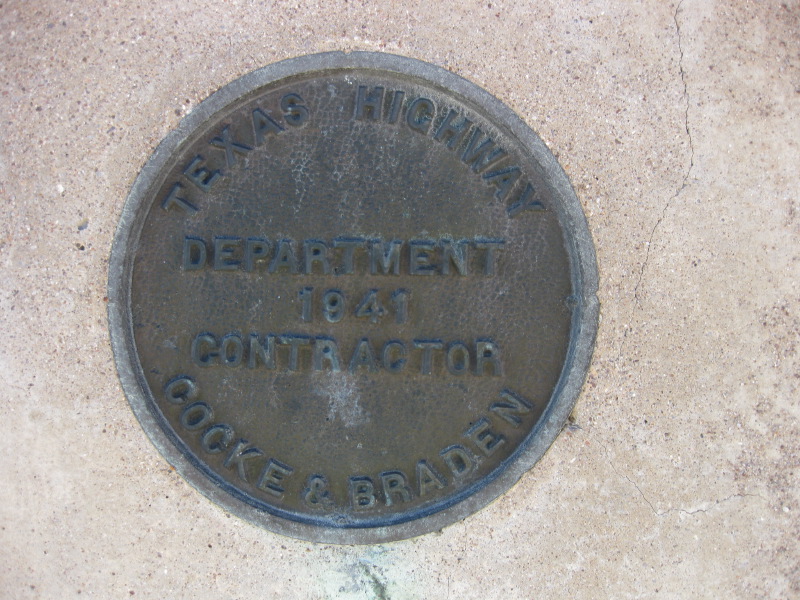 TEXAS HIGHWAY
DEPARTMENT
1941
CONTRACTOR
COCKE & BRADEN